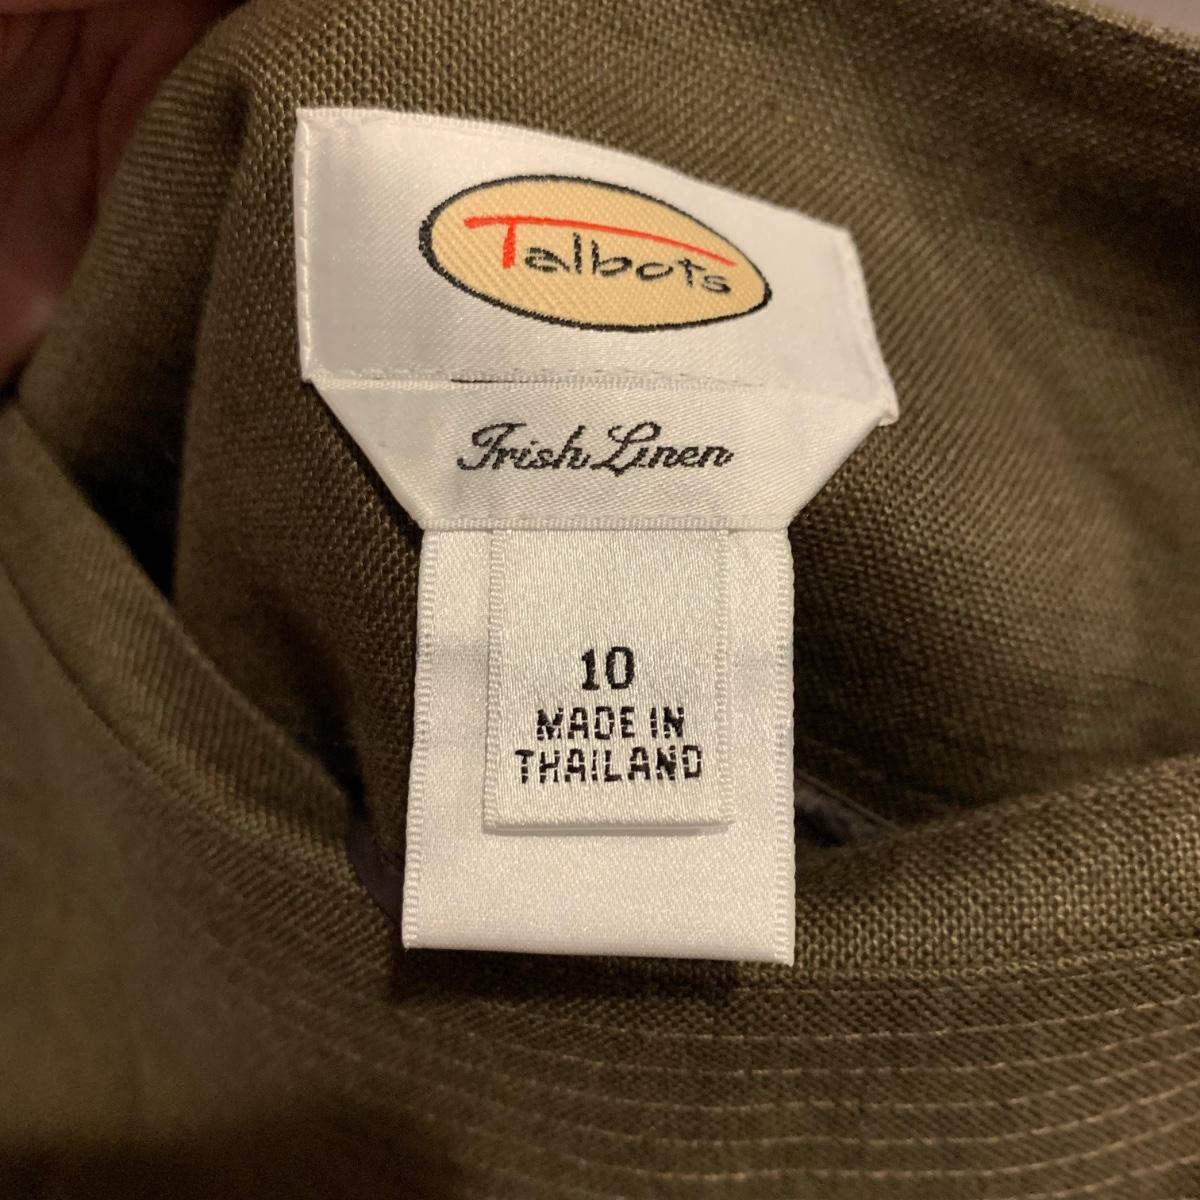 Talbots
Irish Linen
10
MADE IN
THAILAND